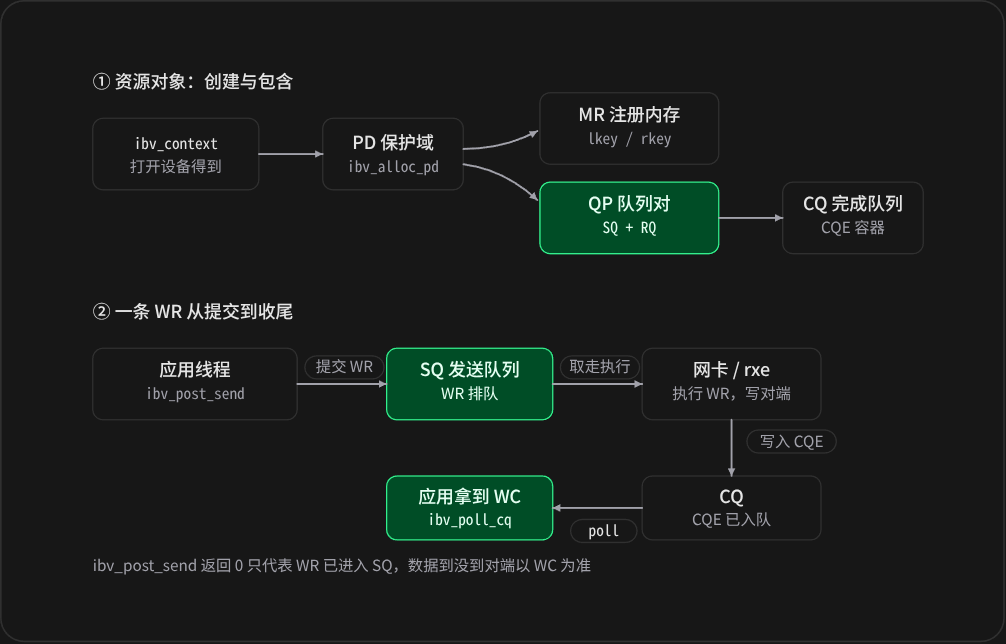 ① 资源对象：创建与包含
ibv_context
打开设备得到
PD 保护域
ibv_alloc_pd
MR 注册内存
lkey / rkey
QP 队列对
SQ + RQ
CQ 完成队列
CQE 容器
② 一条 WR 从提交到收尾
应用线程
ibv_post_send
提交 WR
SQ 发送队列
WR 排队
取走执行
网卡 / rxe
执行 WR，写对端
写入 CQE
CQ
CQE 已入队
poll
应用拿到 WC
ibv_poll_cq
ibv_post_send 返回 0 只代表 WR 已进入 SQ，数据到没到对端以 WC 为准